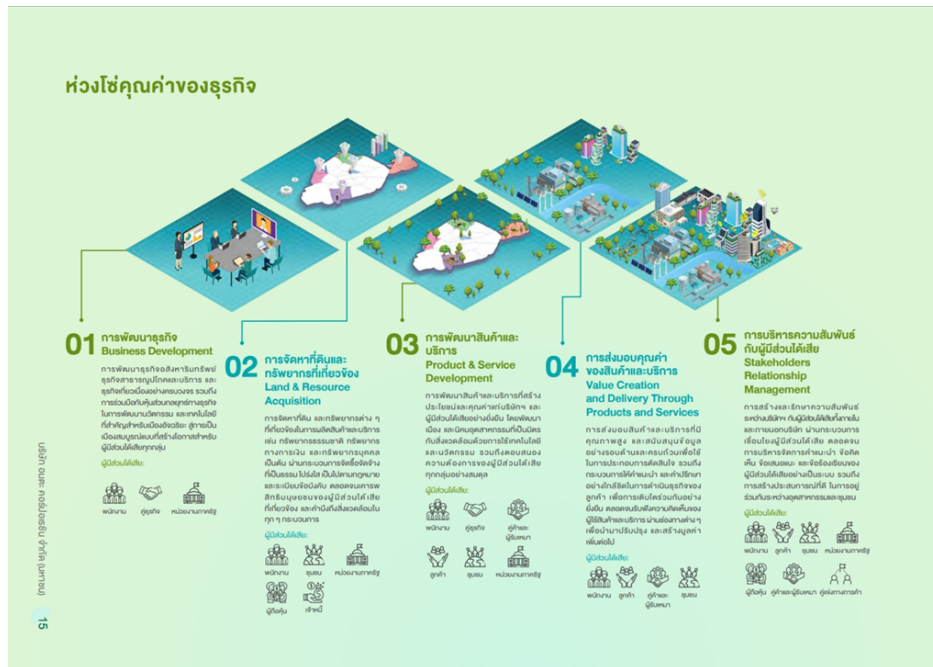 ห่วงโซ่คุณค่าของธุรกิจ
01
การพัฒนาธุรกิจ
Business Development
การพัฒนาธุรกิจอสังหาริมทรัพย์
ธุรกิจสาธารณูปโภคและบริการ และ
ธุรกิจเกี่ยวเนื่องอย่างครบวงจร รวมถึง
การร่วมมือกับหุ้นส่วนกลยุทธ์ทางธุรกิจ
ในการพัฒนานวัตกรรม และเทคโนโลยี
ที่สำคัญสำหรับเมืองอัจฉริยะ สู่การเป็น
เมืองสมบูรณ์แบบที่สร้างโอกาสสำหรับ
ผู้มีส่วนได้เสียทุกกลุ่ม
ผู้มีส่วนได้เสีย:
พนักงาน คู่ธุรกิจ หน่วยงานภาครัฐ
02
การจัดหาที่ดินและ
ทรัพยากรที่เกี่ยวข้อง
Land & Resource
Acquisition
การจัดหาที่ดิน และทรัพยากรต่าง ๆ
ที่เกี่ยวข้องในการผลิตสินค้าและบริการ
เช่น ทรัพยากรธรรมชาติ ทรัพยากร
ทางการเงิน และทรัพยากรบุคคล
เป็นต้น ผ่านกระบวนการจัดซื้อจัดจ้าง
ที่เป็นธรรม โปร่งใส เป็นไปตามกฎหมาย
และระเบียบข้อบังคับ ตลอดจนเคารพ
สิทธิมนุษยชนของผู้มีส่วนได้เสีย
ที่เกี่ยวข้อง และคำนึงถึงสิ่งแวดล้อมใน
ทุก ๆ กระบวนการ
ผู้มีส่วนได้เสีย:
พนักงาน ชุมชน หน่วยงานภาครัฐ
ผู้ถือหุ้น เจ้าหนี้
03
การพัฒนาสินค้าและ
บริการ
Product & Service
Development
การพัฒนาสินค้าและบริการที่สร้าง
ประโยชน์และคุณค่าแก่บริษัทฯ และ
ผู้มีส่วนได้เสียอย่างยั่งยืน โดยพัฒนา
เมือง และนิคมอุตสาหกรรมที่เป็นมิตร
กับสิ่งแวดล้อมด้วยการใช้เทคโนโลยี
และนวัตกรรม รวมถึงตอบสนอง
ความต้องการของผู้มีส่วนได้เสีย
ทุกกลุ่มอย่างสมดุล
ผู้มีส่วนได้เสีย:
พนักงาน คู่ธุรกิจ คู่ค้าและ
ผู้รับเหมา
ลูกค้า ชุมชน หน่วยงานภาครัฐ
04
การส่งมอบคุณค่า
ของสินค้าและบริการ
Value Creation
and Delivery Through
Products and Services
การส่งมอบสินค้าและบริการที่มี
คุณภาพสูง และสนับสนุนข้อมูล
อย่างรอบด้านและครบถ้วนเพื่อใช้
ในการประกอบการตัดสินใจ รวมถึง
กระบวนการให้คำแนะนำ และคำปรึกษา
อย่างใกล้ชิดในการดำเนินธุรกิจของ
ลูกค้า เพื่อการเติบโตร่วมกันอย่าง
ยั่งยืน ตลอดจนรับฟังความคิดเห็นของ
ผู้ใช้สินค้าและบริการ ผ่านช่องทางต่าง ๆ
เพื่อนำมาปรับปรุง และสร้างมูลค่า
เพิ่มต่อไป
ผู้มีส่วนได้เสีย:
พนักงาน ลูกค้า คู่ค้าและ ชุมชน
ผู้รับเหมา
05
การบริหารความสัมพันธ์
กับผู้มีส่วนได้เสีย
Stakeholders
Relationship
Management
การสร้างและรักษาความสัมพันธ์
ระหว่างบริษัทฯ กับผู้มีส่วนได้เสียทั้งภายใน
และภายนอกบริษัท ผ่านกระบวนการ
เชื่อมโยงผู้มีส่วนได้เสีย ตลอดจน
การบริหารจัดการคำแนะนำ ข้อคิด
เห็น ข้อเสนอแนะ และข้อร้องเรียนของ
ผู้มีส่วนได้เสียอย่างเป็นระบบ รวมถึง
การสร้างประสบการณ์ที่ดี ในการอยู่
ร่วมกันระหว่างอุตสาหกรรมและชุมชน
ผู้มีส่วนได้เสีย:
พนักงาน ลูกค้า ชุมชน หน่วยงานภาครัฐ
ผู้ถือหุ้น คู่ค้าและผู้รับเหมา คู่แข่งทางการค้า
บริษัท อมตะ คอร์ปอเรชัน จำกัด (มหาชน)
15